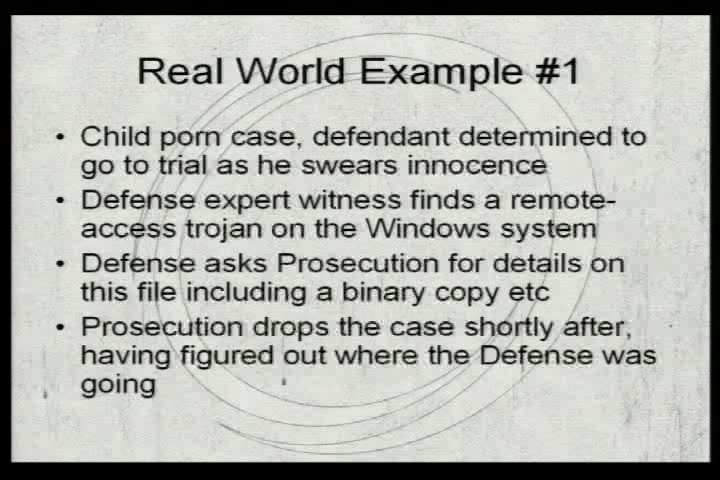 Real World Example #1
• Child porn case, defendant determined to
go to trial as he swears innocence
• Defense expert witness finds a remote-
access trojan on the Windows system
• Defense asks Prosecution for details on
this file including a binary copy etc
• Prosecution drops the case shortly after,
having figured out where the Defense was
going